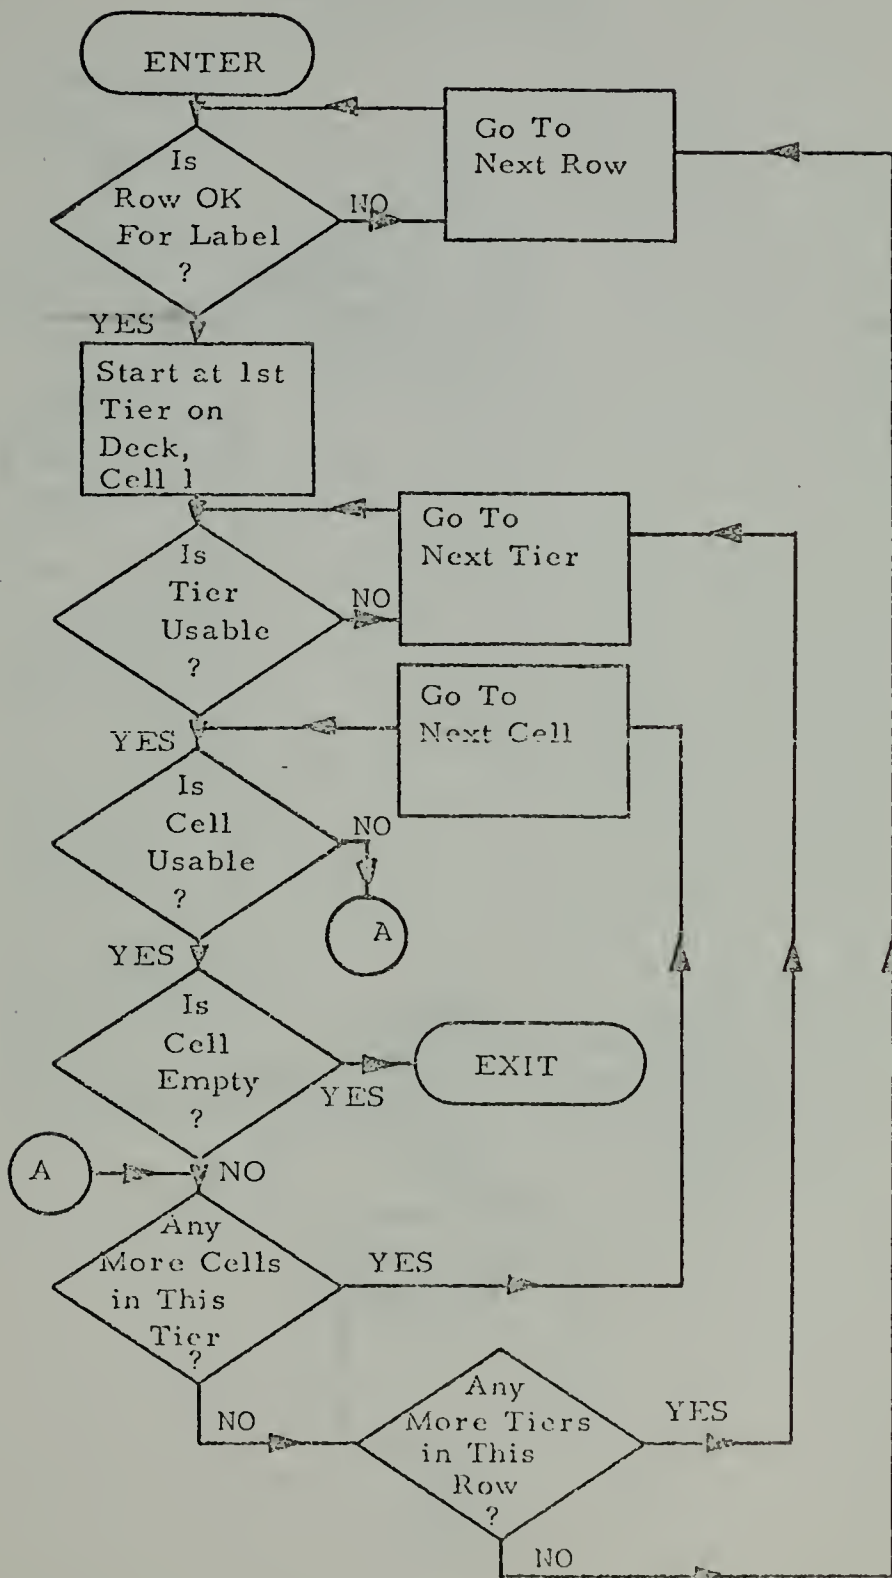 ENTER
Go To
Next Row
Is
Row OK
For Label
?
NO
YES
Start at 1st
Tier on
Deck,
Cell 1
Go To
Next Tier
Is
Tier
Usable
?
NO
Go To
Next Cell
YES
Is
Cell
Usable
?
NO
A
YES
Is
Cell
Empty
?
YES
EXIT
A
NO
Any
More Cells
in This
Tier
?
YES
NO
Any
More Tiers
in This
Row
?
YES
NO